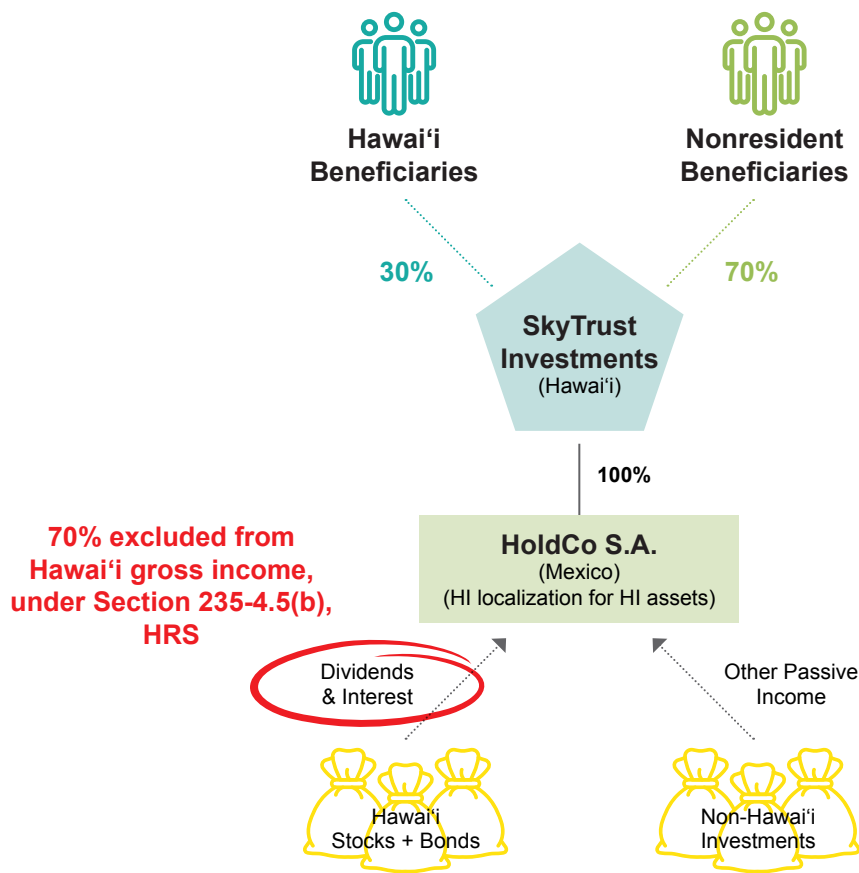 Hawai‘i
Beneficiaries
Nonresident
Beneficiaries
30%
70%
SkyTrust
Investments
(Hawai‘i)
100%
70% excluded from
Hawai‘i gross income,
under Section 235-4.5(b),
HRS
HoldCo S.A.
(Mexico)
(HI localization for HI assets)
Dividends
& Interest
Other Passive
Income
Hawai‘i
Stocks + Bonds
Non-Hawai‘i
Investments